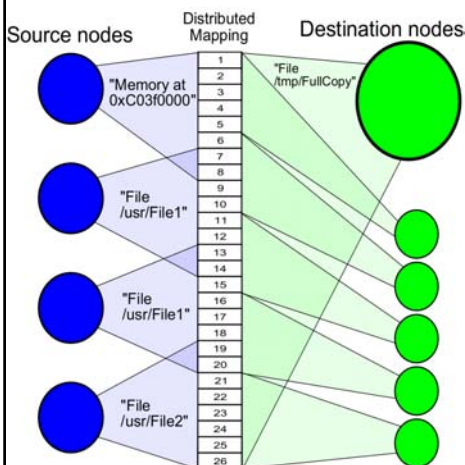 Source nodes
Distributed
Mapping
Destination nodes
"Memory at
0xC03f0000"
"File
/usr/File1"
"File
/usr/File1"
"File
/usr/File2"
1
2
3
4
5
6
7
8
9
10
11
12
13
14
15
16
17
18
19
20
21
22
23
24
25
26
"File
/tmp/FullCopy"